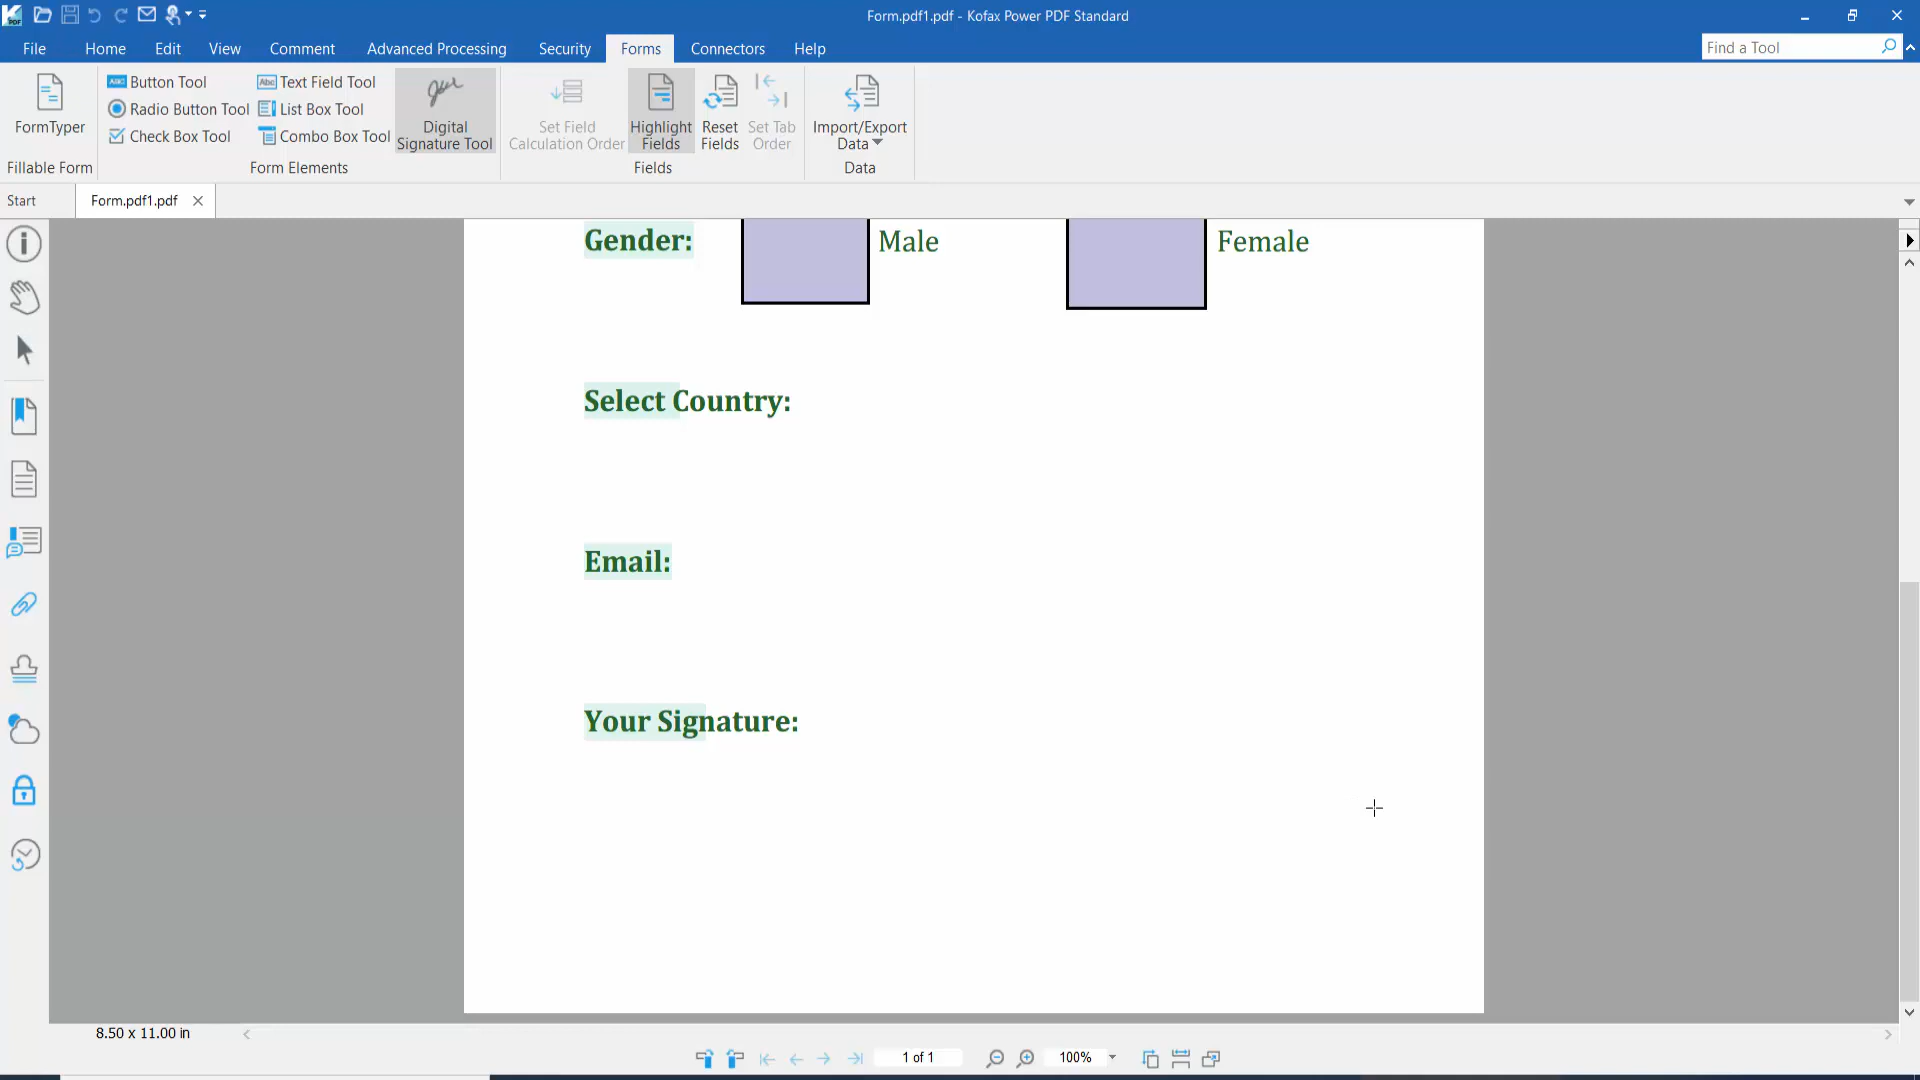 Form.pdf1.pdf - Kofax Power PDF Standard
File Home Edit View Comment Advanced Processing Security Forms Connectors Help
Find a Tool
FormTyper
Fillable Form
Button Tool
Radio Button Tool
Check Box Tool
Text Field Tool
List Box Tool
Combo Box Tool
Digital
Signature Tool
Form Elements
Set Field
Calculation Order
Highlight
Fields
Reset
Fields
Set Tab
Order
Fields
Import/Export
Data
Data
Start
Form.pdf1.pdf
Gender: Male Female
Select Country:
Email:
Your Signature:
8.50 x 11.00 in
1 of 1
100%